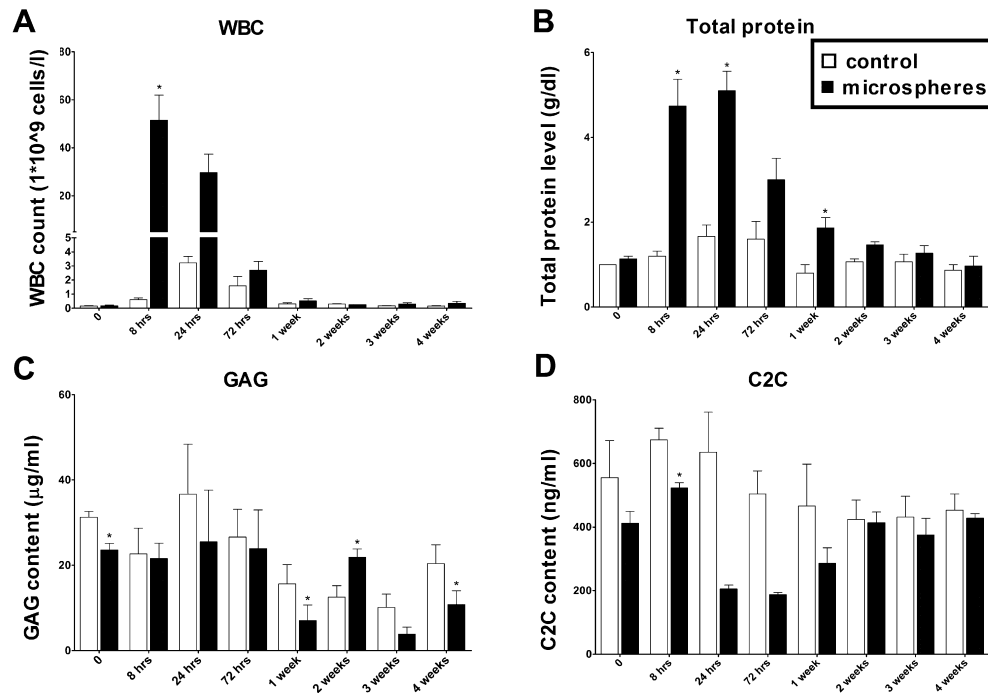 A
WBC
WBC count (1*10^9 cells/l)
80
60
40
20
5
4
3
2
1
0
*
0
8 hrs
24 hrs
72 hrs
1 week
2 weeks
3 weeks
4 weeks
B
Total protein
control
microspheres
Total protein level (g/dl)
6
4
2
0
*
*
*
0
8 hrs
24 hrs
72 hrs
1 week
2 weeks
3 weeks
4 weeks
C
GAG
GAG content (μg/ml)
60
40
20
0
*
*
*
*
0
8 hrs
24 hrs
72 hrs
1 week
2 weeks
3 weeks
4 weeks
D
C2C
C2C content (ng/ml)
800
600
400
200
0
*
0
8 hrs
24 hrs
72 hrs
1 week
2 weeks
3 weeks
4 weeks